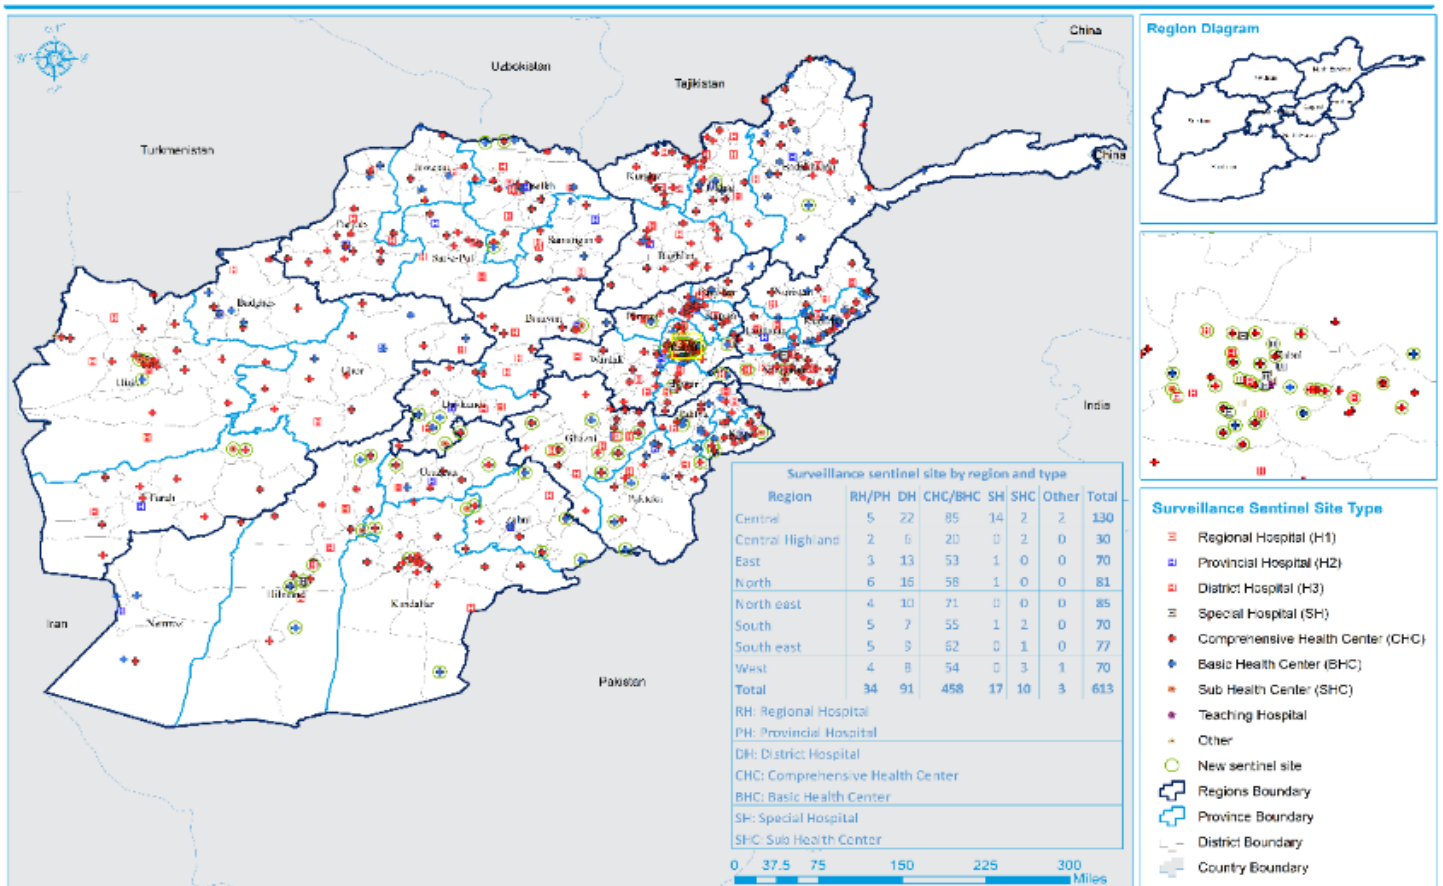 China
Uzbekistan
Tajikistan
Turkmenistan
China
Jawzjan
Balkh
Kunduz
Takhar
Badakhshan
Faryab
Sar-e-Pul
Samangan
Baghlan
Badghes
Bamyan
Parwan
Kapisa
Nuristan
Laghman
Wardak
Hirat
Ghor
Logar
Ghazni
Paktya
India
Farah
Zabul
Paktika
Hilmand
Kandahar
Nemroz
Iran
Pakistan
Surveillance sentinel site by region and type
Region RH/PH DH CHC/BHC SH SHC Other Total
Central 5 22 85 14 2 2 130
Central Highland 2 6 20 0 2 0 30
East 3 13 53 1 0 0 70
North 6 16 58 1 0 0 81
North east 4 10 71 0 0 0 85
South 5 7 55 1 2 0 70
South east 5 9 62 0 1 0 77
West 4 8 54 0 3 1 70
Total 34 91 458 17 10 3 613
RH: Regional Hospital
PH: Provincial Hospital
DH: District Hospital
CHC: Comprehensive Health Center
BHC: Basic Health Center
SH: Special Hospital
SHC: Sub Health Center
0 37.5 75 150 225 300
Miles
Region Diagram
Kabul
Surveillance Sentinel Site Type
Regional Hospital (H1)
Provincial Hospital (H2)
District Hospital (H3)
Special Hospital (SH)
Comprehensive Health Center (CHC)
Basic Health Center (BHC)
Sub Health Center (SHC)
Teaching Hospital
Other
New sentinel site
Regions Boundary
Province Boundary
District Boundary
Country Boundary